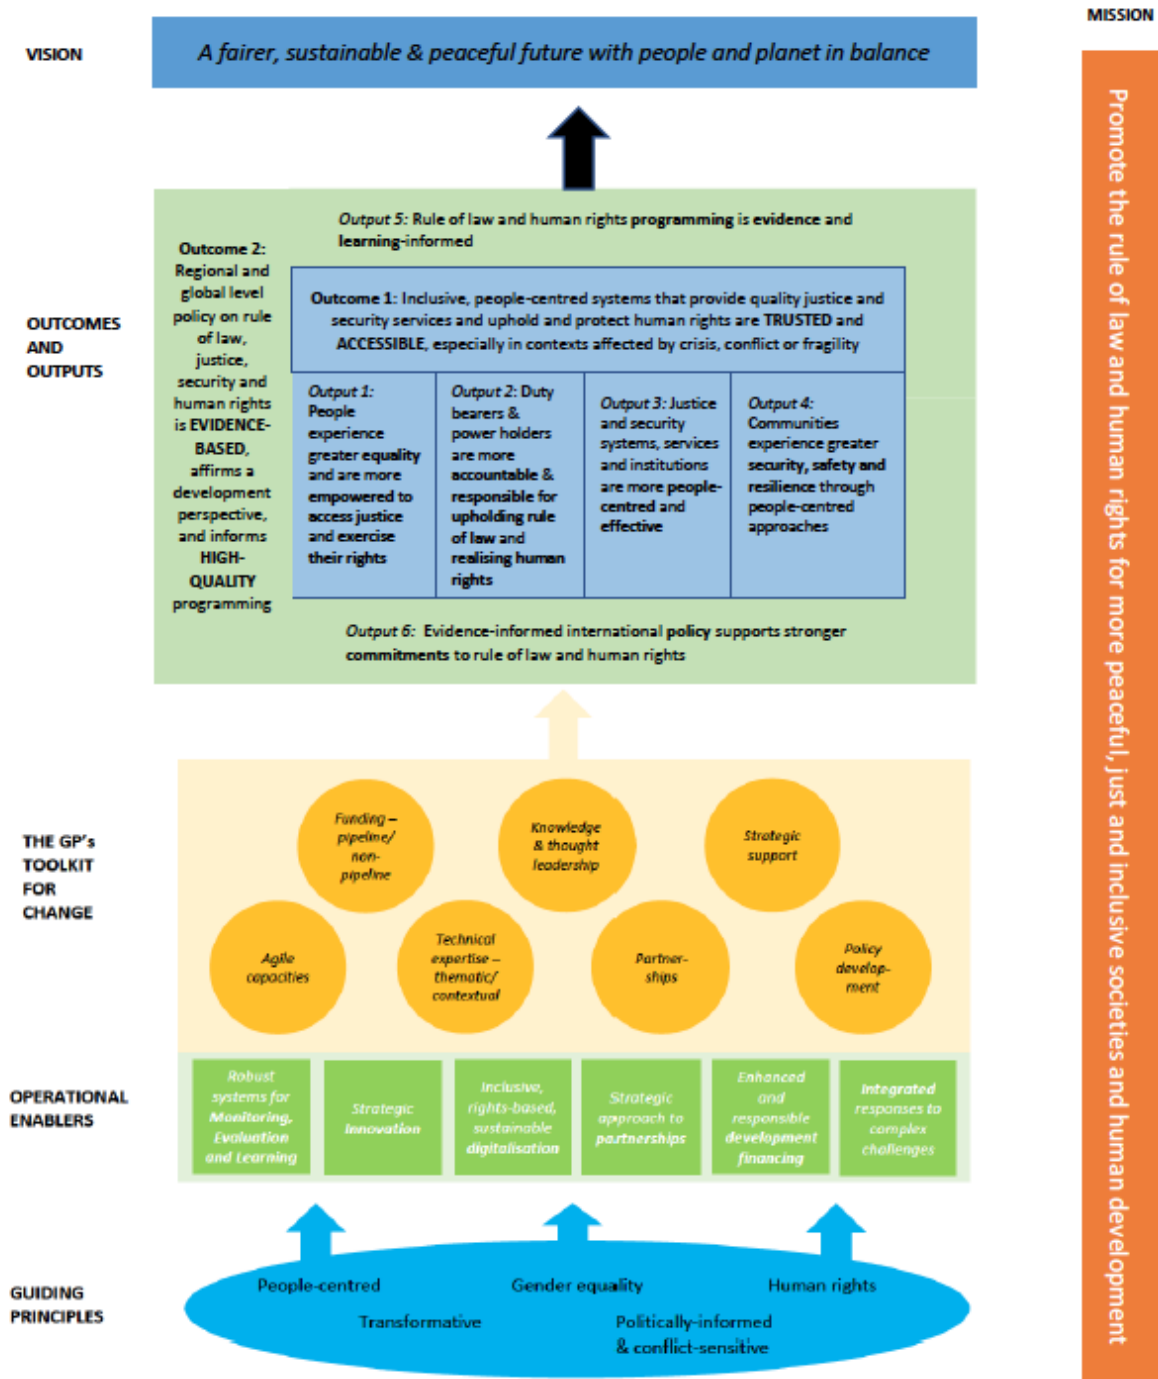 MISSION
VISION
A fairer, sustainable & peaceful future with people and planet in balance
OUTCOMES
AND
OUTPUTS
Output 5: Rule of law and human rights programming is evidence and
learning-informed
Outcome 2:
Regional and
global level
policy on rule
of law,
justice,
security and
human rights
is EVIDENCE-
BASED,
affirms a
development
perspective,
and informs
HIGH-
QUALITY
programming
Outcome 1: Inclusive, people-centred systems that provide quality justice and
security services and uphold and protect human rights are TRUSTED and
ACCESSIBLE, especially in contexts affected by crisis, conflict or fragility
Output 1:
People
experience
greater equality
and are more
empowered to
access justice
and exercise
their rights
Output 2: Duty
bearers &
power holders
are more
accountable &
responsible for
upholding rule
of law and
realising human
rights
Output 3: Justice
and security
systems, services
and institutions
are more people-
centred and
effective
Output 4:
Communities
experience greater
security, safety and
resilience through
people-centred
approaches
Output 6: Evidence-informed international policy supports stronger
commitments to rule of law and human rights
THE GP's
TOOLKIT
FOR
CHANGE
Funding –
pipeline/
non-
pipeline
Knowledge
& thought
leadership
Strategic
support
Agile
capacities
Technical
expertise –
thematic/
contextual
Partner-
ships
Policy
develop-
ment
OPERATIONAL
ENABLERS
Robust
systems for
Monitoring,
Evaluation
and Learning
Strategic
Innovation
Inclusive,
rights-based,
sustainable
digitalisation
Strategic
approach to
partnerships
Enhanced
and
responsible
development
financing
Integrated
responses to
complex
challenges
GUIDING
PRINCIPLES
People-centred
Gender equality
Human rights
Transformative
Politically-informed
& conflict-sensitive
Promote the rule of law and human rights for more peaceful, just and inclusive societies and human development